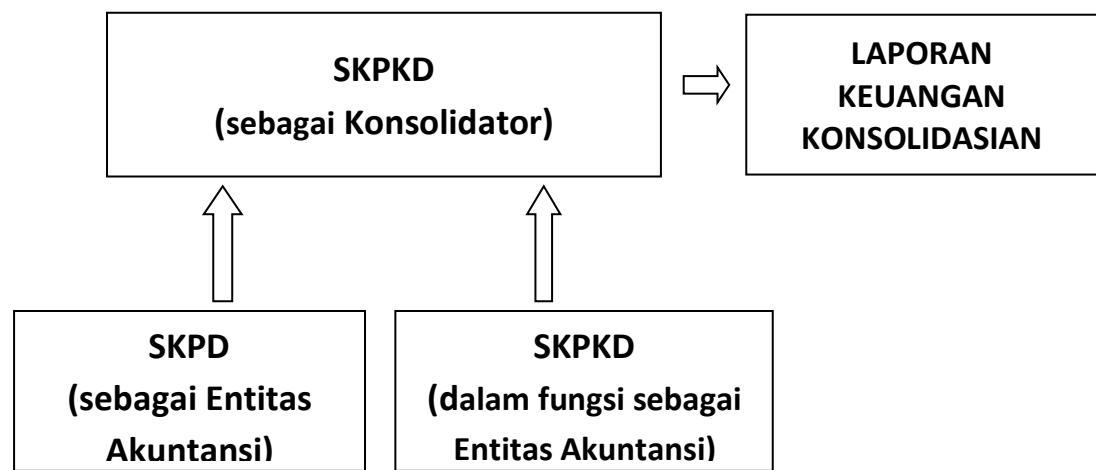 SKPKD
(sebagai Konsolidator)
LAPORAN
KEUANGAN
KONSOLIDASIAN
SKPD
(sebagai Entitas
Akuntansi)
SKPKD
(dalam fungsi sebagai
Entitas Akuntansi)